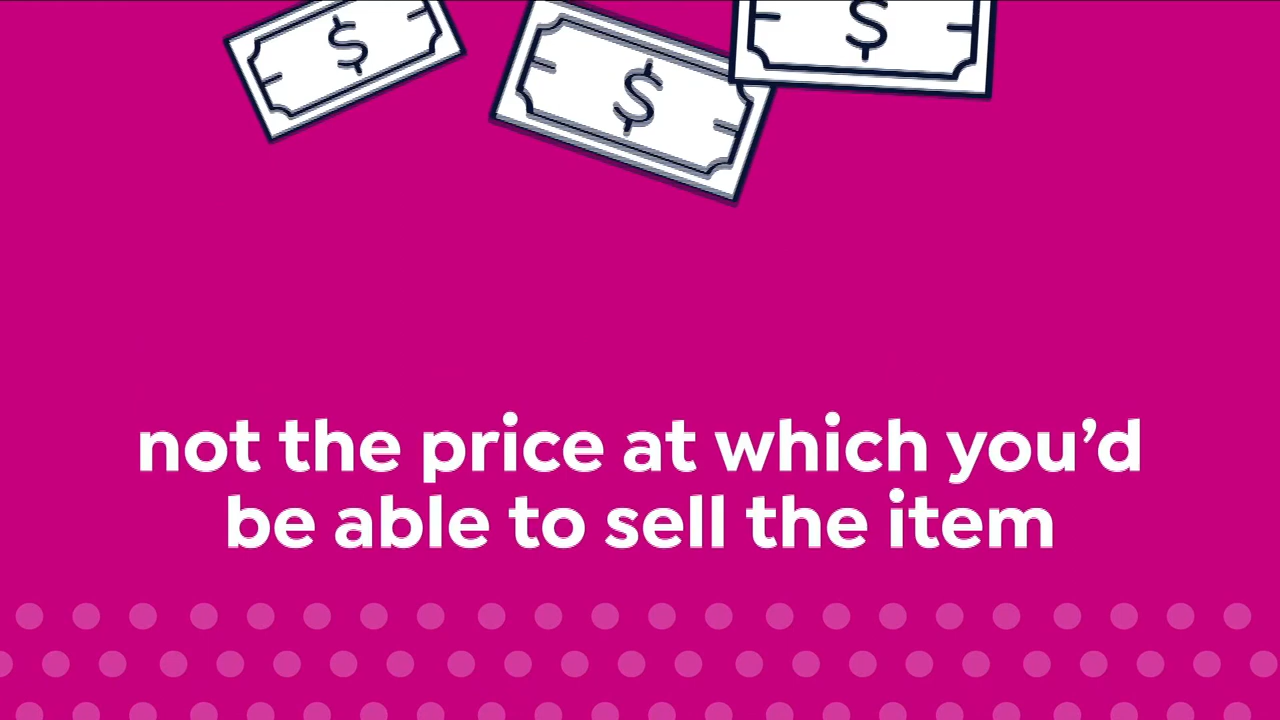 $
$
$
not the price at which you’d
be able to sell the item